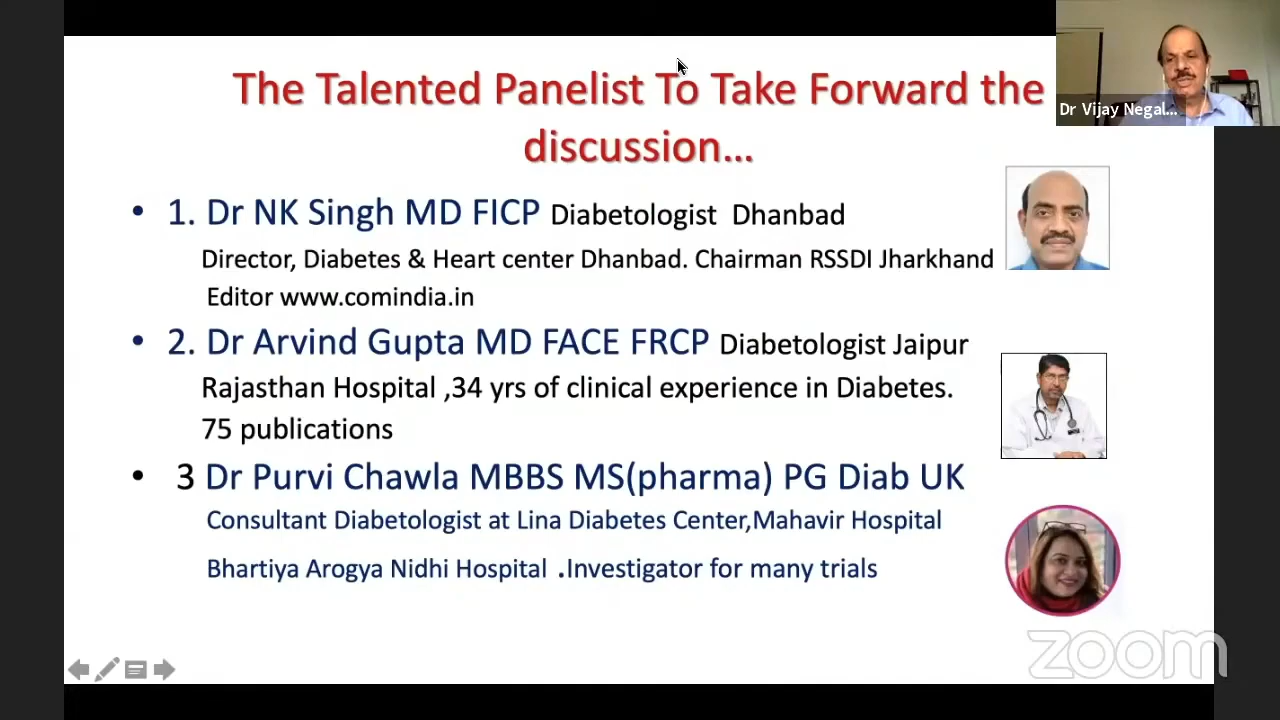 The Talented Panelist To Take Forward the
discussion...
Dr Vijay Negal...
• 1. Dr NK Singh MD FICP Diabetologist Dhanbad
Director, Diabetes & Heart center Dhanbad. Chairman RSSDI Jharkhand
Editor www.comindia.in
• 2. Dr Arvind Gupta MD FACE FRCP Diabetologist Jaipur
Rajasthan Hospital ,34 yrs of clinical experience in Diabetes.
75 publications
• 3 Dr Purvi Chawla MBBS MS(pharma) PG Diab UK
Consultant Diabetologist at Lina Diabetes Center,Mahavir Hospital
Bhartiya Arogya Nidhi Hospital .Investigator for many trials
zoom